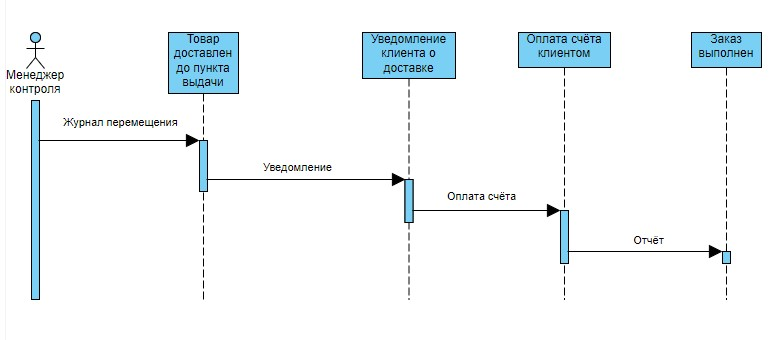 Менеджер
контроля
Товар
доставлен
до пункта
выдачи
Уведомление
клиента о
доставке
Оплата счёта
клиентом
Заказ
выполнен
Журнал перемещения
Уведомление
Оплата счёта
Отчёт